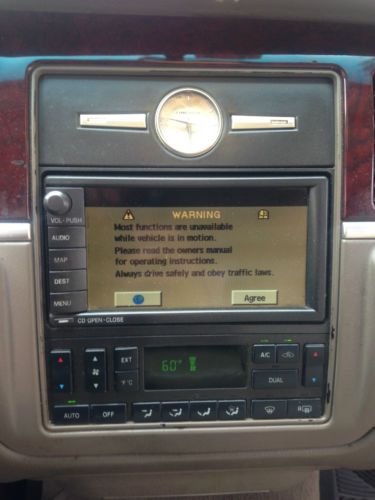 VOL·PUSH
AUDIO
MAP
DEST
MENU
WARNING
Most functions are unavailable
while vehicle is in motion.
Please read the owners manual
for operating instructions.
Always drive safely and obey traffic laws.
Agree
CD OPEN·CLOSE
EXT
°F °C
60°
A/C
DUAL
AUTO
OFF
R